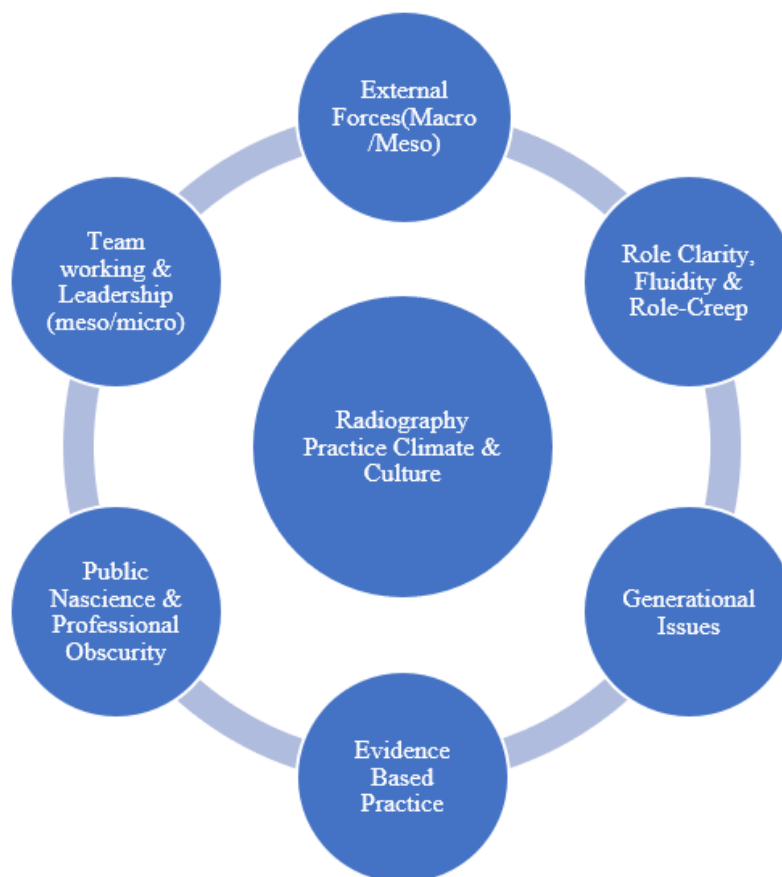 External
Forces(Macro
/Meso)
Role Clarity,
Fluidity &
Role-Creep
Generational
Issues
Evidence
Based
Practice
Public
Nascience &
Professional
Obscurity
Team
working &
Leadership
(meso/micro)
Radiography
Practice Climate &
Culture